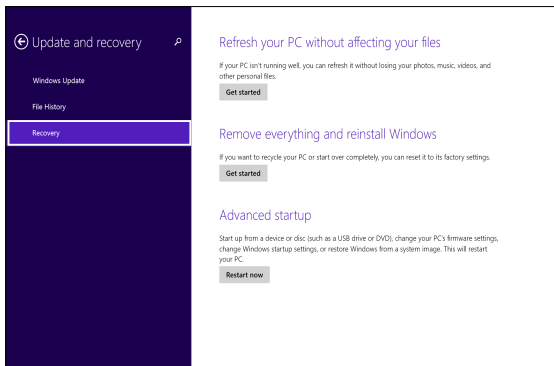 Update and recovery
Windows Update
File History
Recovery
Refresh your PC without affecting your files
If your PC isn't running well, you can refresh it without losing your photos, music, videos, and
other personal files.
Get started
Remove everything and reinstall Windows
If you want to recycle your PC or start over completely, you can reset it to its factory settings.
Get started
Advanced startup
Start up from a device or disc (such as a USB drive or DVD), change your PC's firmware settings,
change Windows startup settings, or restore Windows from a system image. This will restart
your PC.
Restart now